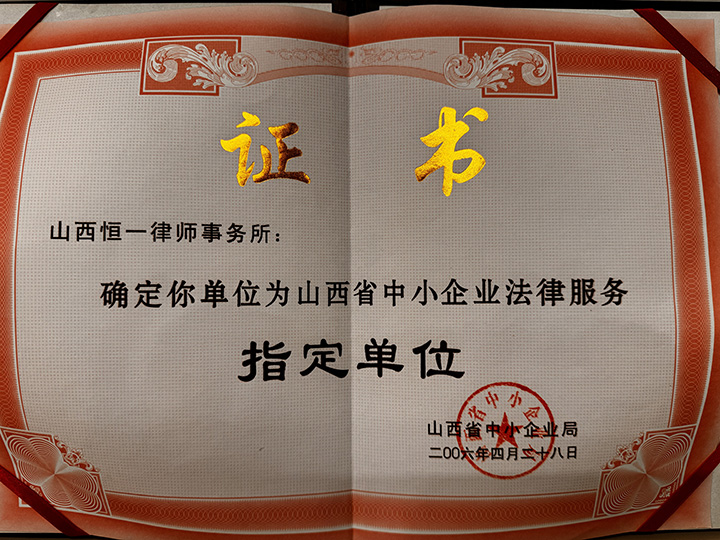 证书
山西恒一律师事务所：
确定你单位为山西省中小企业法律服务
指定单位
山西省中小企业局
二00六年四月二十八日